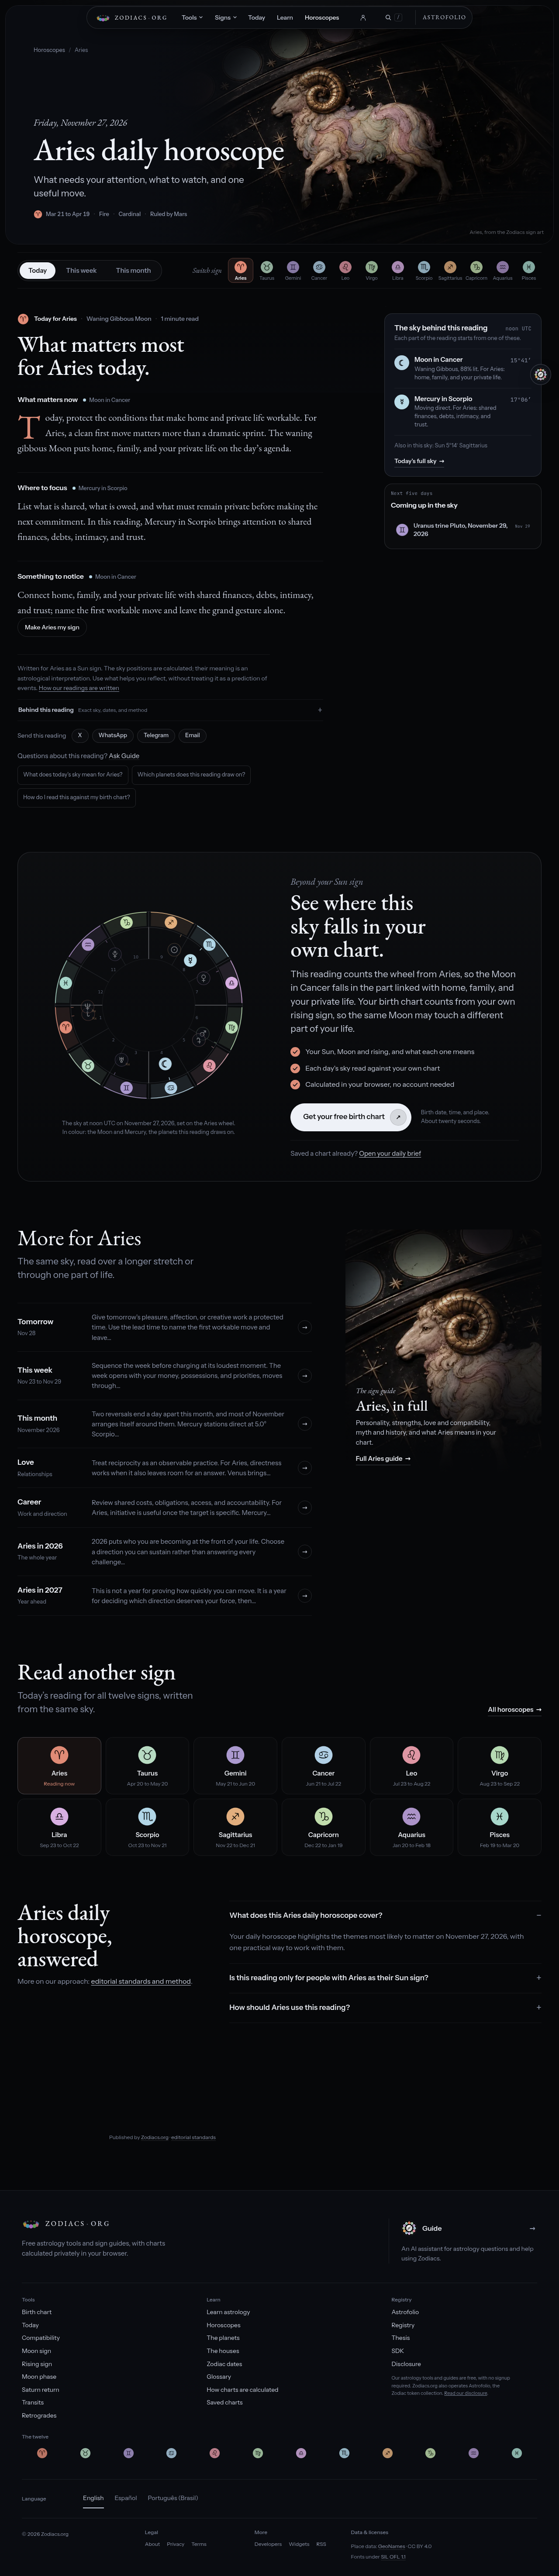 ZODIACS·ORG
Tools
Signs
Today
Learn
Horoscopes
/
ASTROFOLIO
Horoscopes / Aries
Friday, November 27, 2026
Aries daily horoscope
What needs your attention, what to watch, and one
useful move.
Mar 21 to Apr 19 Fire Cardinal Ruled by Mars
Aries, from the Zodiacs sign art
Today This week This month
Switch sign
Aries Taurus Gemini Cancer Leo Virgo Libra Scorpio Sagittarius Capricorn Aquarius Pisces
Today for Aries · Waning Gibbous Moon · 1 minute read
What matters most
for Aries today.
What matters now Moon in Cancer
Today, protect the conditions that make home and private life workable. For
Aries, a clean first move matters more than a dramatic sprint. The waning
gibbous Moon puts home, family, and your private life on the day's agenda.
Where to focus Mercury in Scorpio
List what is shared, what is owed, and what must remain private before making the
next commitment. In this reading, Mercury in Scorpio brings attention to shared
finances, debts, intimacy, and trust.
Something to notice Moon in Cancer
Connect home, family, and your private life with shared finances, debts, intimacy,
and trust; name the first workable move and leave the grand gesture alone.
Make Aries my sign
Written for Aries as a Sun sign. The sky positions are calculated; their meaning is an
astrological interpretation. Use what helps you reflect, without treating it as a prediction of
events. How our readings are written
Behind this reading Exact sky, dates, and method +
Send this reading X WhatsApp Telegram Email
Questions about this reading? Ask Guide
What does today's sky mean for Aries?
Which planets does this reading draw on?
How do I read this against my birth chart?
The sky behind this reading noon UTC
Each part of the reading starts from one of these.
Moon in Cancer 15°41'
Waning Gibbous, 88% lit. For Aries:
home, family, and your private life.
Mercury in Scorpio 17°06'
Moving direct. For Aries: shared
finances, debts, intimacy, and
trust.
Also in this sky: Sun 5°14' Sagittarius
Today's full sky →
Next five days
Coming up in the sky
Uranus trine Pluto, November 29,
2026
Nov 29
Beyond your Sun sign
See where this
sky falls in your
own chart.
This reading counts the wheel from Aries, so the Moon
in Cancer falls in the part linked with home, family, and
your private life. Your birth chart counts from your own
rising sign, so the same Moon may touch a different
part of your life.
Your Sun, Moon and rising, and what each one means
Each day's sky read against your own chart
Calculated in your browser, no account needed
Get your free birth chart ↗
Birth date, time, and place.
About twenty seconds.
Saved a chart already? Open your daily brief
The sky at noon UTC on November 27, 2026, set on the Aries wheel.
In colour: the Moon and Mercury, the planets this reading draws on.
More for Aries
The same sky, read over a longer stretch or
through one part of life.
Tomorrow
Nov 28
Give tomorrow's pleasure, affection, or creative work a protected
time. Use the lead time to name the first workable move and
leave...
This week
Nov 23 to Nov 29
Sequence the week before charging at its loudest moment. The
week opens with your money, possessions, and priorities, moves
through...
This month
November 2026
Two reversals end a day apart this month, and most of November
arranges itself around them. Mercury stations direct at 5.0°
Scorpio...
Love
Relationships
Treat reciprocity as an observable practice. For Aries, directness
works when it also leaves room for an answer. Venus brings...
Career
Work and direction
Review shared costs, obligations, access, and accountability. For
Aries, initiative is useful once the target is specific. Mercury...
Aries in 2026
The whole year
2026 puts who you are becoming at the front of your life. Choose
a direction you can sustain rather than answering every
challenge...
Aries in 2027
Year ahead
This is not a year for proving how quickly you can move. It is a year
for deciding which direction deserves your force, then...
The sign guide
Aries, in full
Personality, strengths, love and compatibility,
myth and history, and what Aries means in your
chart.
Full Aries guide →
Read another sign
Today's reading for all twelve signs, written
from the same sky.
All horoscopes →
Aries
Reading now
Taurus
Apr 20 to May 20
Gemini
May 21 to Jun 20
Cancer
Jun 21 to Jul 22
Leo
Jul 23 to Aug 22
Virgo
Aug 23 to Sep 22
Libra
Sep 23 to Oct 22
Scorpio
Oct 23 to Nov 21
Sagittarius
Nov 22 to Dec 21
Capricorn
Dec 22 to Jan 19
Aquarius
Jan 20 to Feb 18
Pisces
Feb 19 to Mar 20
Aries daily
horoscope,
answered
More on our approach: editorial standards and method.
What does this Aries daily horoscope cover? −
Your daily horoscope highlights the themes most likely to matter on November 27, 2026, with
one practical way to work with them.
Is this reading only for people with Aries as their Sun sign? +
How should Aries use this reading? +
Published by Zodiacs.org · editorial standards
ZODIACS·ORG
Free astrology tools and sign guides, with charts
calculated privately in your browser.
Guide →
An AI assistant for astrology questions and help
using Zodiacs.
Tools
Birth chart
Today
Compatibility
Moon sign
Rising sign
Moon phase
Saturn return
Transits
Retrogrades
Learn
Learn astrology
Horoscopes
The planets
The houses
Zodiac dates
Glossary
How charts are calculated
Saved charts
Registry
Astrofolio
Registry
Thesis
SDK
Disclosure
Our astrology tools and guides are free, with no signup
required. Zodiacs.org also operates Astrofolio, the
Zodiac token collection. Read our disclosure.
The twelve
Language
English Español Português (Brasil)
© 2026 Zodiacs.org
Legal
About Privacy Terms
More
Developers Widgets RSS
Data & licenses
Place data: GeoNames · CC BY 4.0
Fonts under SIL OFL 1.1